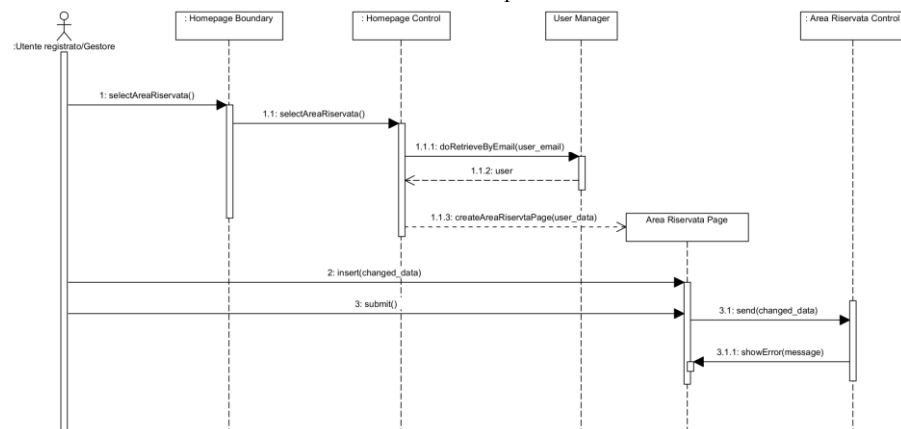 : Homepage Boundary
: Homepage Control
User Manager
: Area Riservata Control
:Utente registrato/Gestore
1: selectAreaRiservata()
1.1: selectAreaRiservata()
1.1.1: doRetrieveByEmail(user_email)
1.1.2: user
1.1.3: createAreaRiservtaPage(user_data)
Area Riservata Page
2: insert(changed_data)
3: submit()
3.1: send(changed_data)
3.1.1: showError(message)